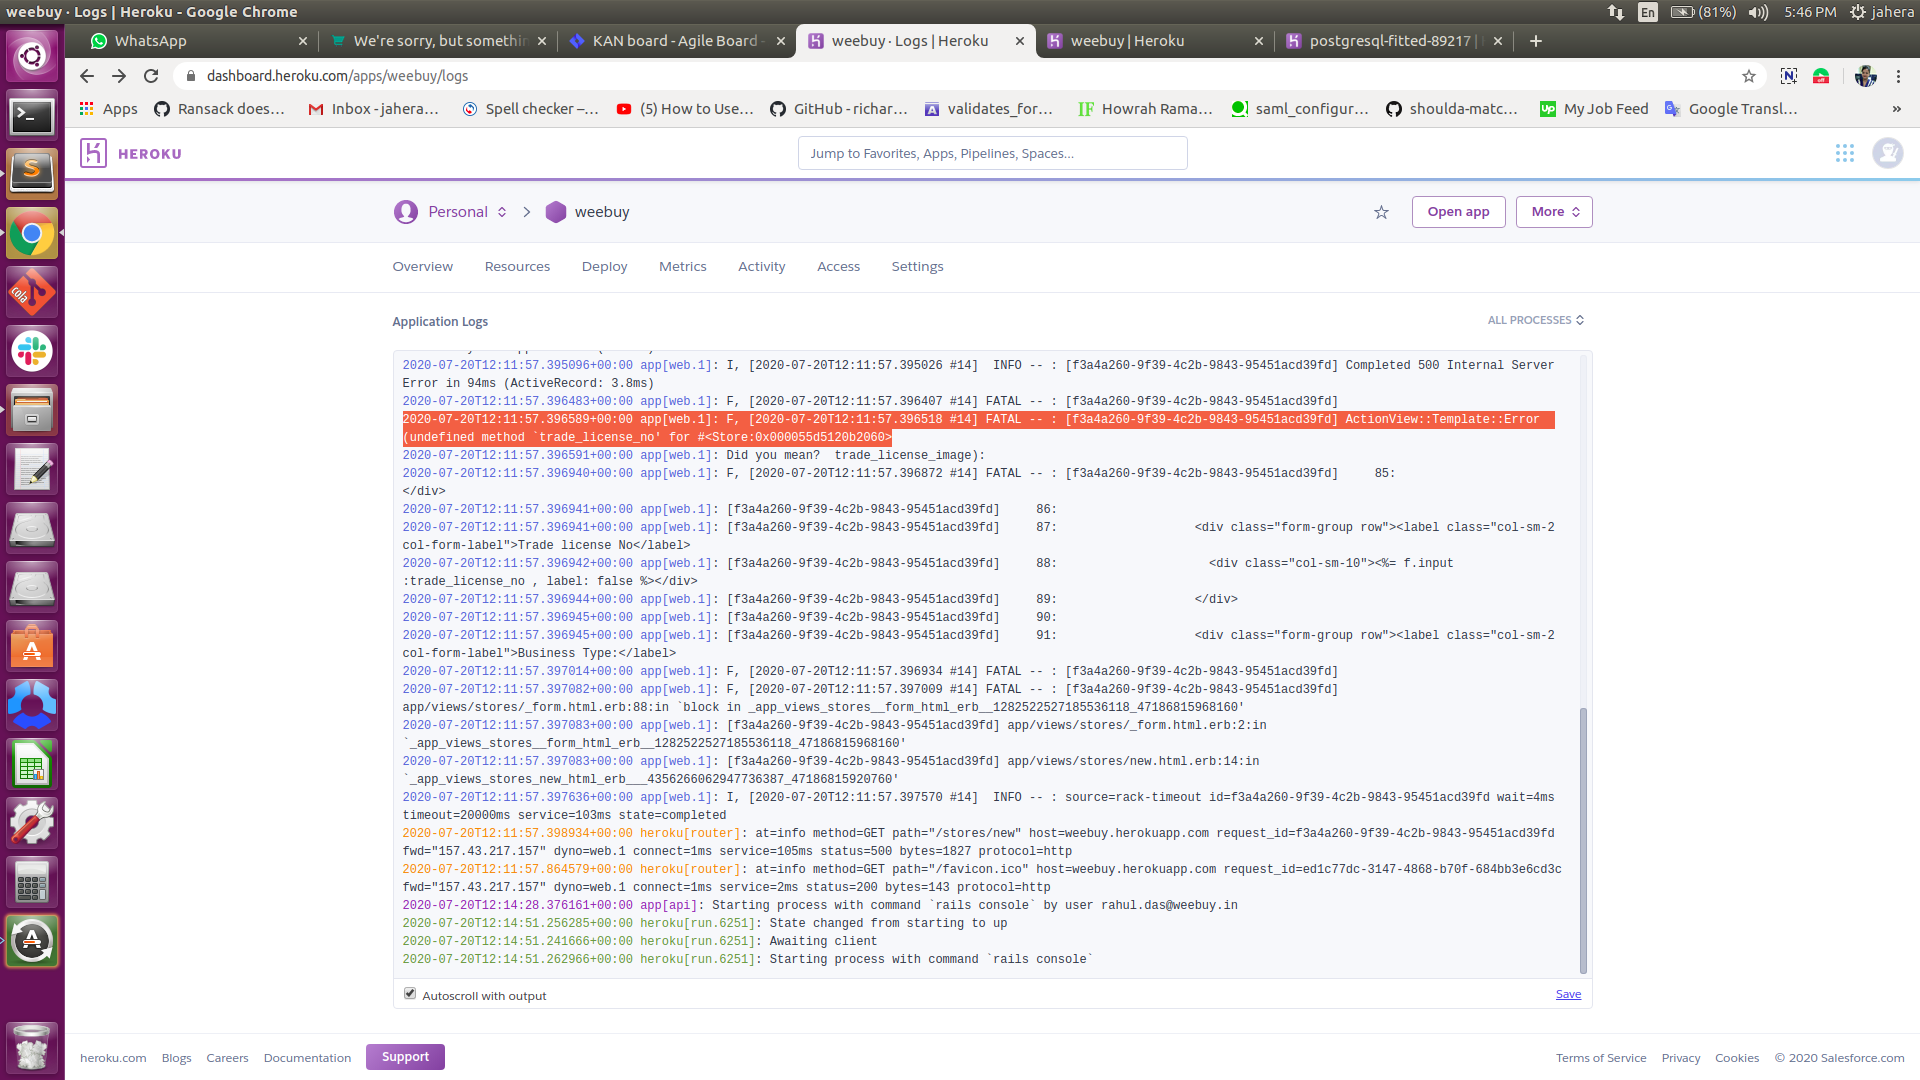 weebuy · Logs | Heroku - Google Chrome
En (81%) 5:46 PM jahera
WhatsApp
We're sorry, but somethin
KAN board - Agile Board -
weebuy · Logs | Heroku
weebuy | Heroku
postgresql-fitted-89217 |
dashboard.heroku.com/apps/weebuy/logs
Apps Ransack does... Inbox - jahera... Spell checker –... (5) How to Use... GitHub - richar... validates_for... Howrah Rama... saml_configur... shoulda-matc... My Job Feed Google Transl... »
HEROKU
Jump to Favorites, Apps, Pipelines, Spaces...
Personal > weebuy
Open app More
Overview Resources Deploy Metrics Activity Access Settings
Application Logs
ALL PROCESSES
2020-07-20T12:11:57.395096+00:00 app[web.1]: I, [2020-07-20T12:11:57.395026 #14]  INFO -- : [f3a4a260-9f39-4c2b-9843-95451acd39fd] Completed 500 Internal Server
Error in 94ms (ActiveRecord: 3.8ms)
2020-07-20T12:11:57.396483+00:00 app[web.1]: F, [2020-07-20T12:11:57.396407 #14] FATAL -- : [f3a4a260-9f39-4c2b-9843-95451acd39fd]
2020-07-20T12:11:57.396589+00:00 app[web.1]: F, [2020-07-20T12:11:57.396518 #14] FATAL -- : [f3a4a260-9f39-4c2b-9843-95451acd39fd] ActionView::Template::Error
(undefined method `trade_license_no' for #<Store:0x000055d5120b2060>
2020-07-20T12:11:57.396591+00:00 app[web.1]: Did you mean?  trade_license_image):
2020-07-20T12:11:57.396940+00:00 app[web.1]: F, [2020-07-20T12:11:57.396872 #14] FATAL -- : [f3a4a260-9f39-4c2b-9843-95451acd39fd]     85:
</div>
2020-07-20T12:11:57.396941+00:00 app[web.1]: [f3a4a260-9f39-4c2b-9843-95451acd39fd]     86:
2020-07-20T12:11:57.396941+00:00 app[web.1]: [f3a4a260-9f39-4c2b-9843-95451acd39fd]     87:                   <div class="form-group row"><label class="col-sm-2
col-form-label">Trade license No</label>
2020-07-20T12:11:57.396942+00:00 app[web.1]: [f3a4a260-9f39-4c2b-9843-95451acd39fd]     88:                     <div class="col-sm-10"><%= f.input
:trade_license_no , label: false %></div>
2020-07-20T12:11:57.396944+00:00 app[web.1]: [f3a4a260-9f39-4c2b-9843-95451acd39fd]     89:                   </div>
2020-07-20T12:11:57.396945+00:00 app[web.1]: [f3a4a260-9f39-4c2b-9843-95451acd39fd]     90:
2020-07-20T12:11:57.396945+00:00 app[web.1]: [f3a4a260-9f39-4c2b-9843-95451acd39fd]     91:                   <div class="form-group row"><label class="col-sm-2
col-form-label">Business Type:</label>
2020-07-20T12:11:57.397014+00:00 app[web.1]: F, [2020-07-20T12:11:57.396934 #14] FATAL -- : [f3a4a260-9f39-4c2b-9843-95451acd39fd]
2020-07-20T12:11:57.397082+00:00 app[web.1]: F, [2020-07-20T12:11:57.397009 #14] FATAL -- : [f3a4a260-9f39-4c2b-9843-95451acd39fd]
app/views/stores/_form.html.erb:88:in `block in _app_views_stores__form_html_erb__1282522527185536118_47186815968160'
2020-07-20T12:11:57.397083+00:00 app[web.1]: [f3a4a260-9f39-4c2b-9843-95451acd39fd] app/views/stores/_form.html.erb:2:in
`_app_views_stores__form_html_erb__1282522527185536118_47186815968160'
2020-07-20T12:11:57.397083+00:00 app[web.1]: [f3a4a260-9f39-4c2b-9843-95451acd39fd] app/views/stores/new.html.erb:14:in
`_app_views_stores_new_html_erb___4356266062947736387_47186815920760'
2020-07-20T12:11:57.397636+00:00 app[web.1]: I, [2020-07-20T12:11:57.397570 #14]  INFO -- : source=rack-timeout id=f3a4a260-9f39-4c2b-9843-95451acd39fd wait=4ms
timeout=20000ms service=103ms state=completed
2020-07-20T12:11:57.398934+00:00 heroku[router]: at=info method=GET path="/stores/new" host=weebuy.herokuapp.com request_id=f3a4a260-9f39-4c2b-9843-95451acd39fd
fwd="157.43.217.157" dyno=web.1 connect=1ms service=105ms status=500 bytes=1827 protocol=http
2020-07-20T12:11:57.864579+00:00 heroku[router]: at=info method=GET path="/favicon.ico" host=weebuy.herokuapp.com request_id=ed1c77dc-3147-4868-b70f-684bb3e6cd3c
fwd="157.43.217.157" dyno=web.1 connect=1ms service=2ms status=200 bytes=143 protocol=http
2020-07-20T12:14:28.376161+00:00 app[api]: Starting process with command `rails console` by user rahul.das@weebuy.in
2020-07-20T12:14:51.256285+00:00 heroku[run.6251]: State changed from starting to up
2020-07-20T12:14:51.241666+00:00 heroku[run.6251]: Awaiting client
2020-07-20T12:14:51.262966+00:00 heroku[run.6251]: Starting process with command `rails console`
Autoscroll with output
Save
heroku.com Blogs Careers Documentation Support
Terms of Service Privacy Cookies © 2020 Salesforce.com